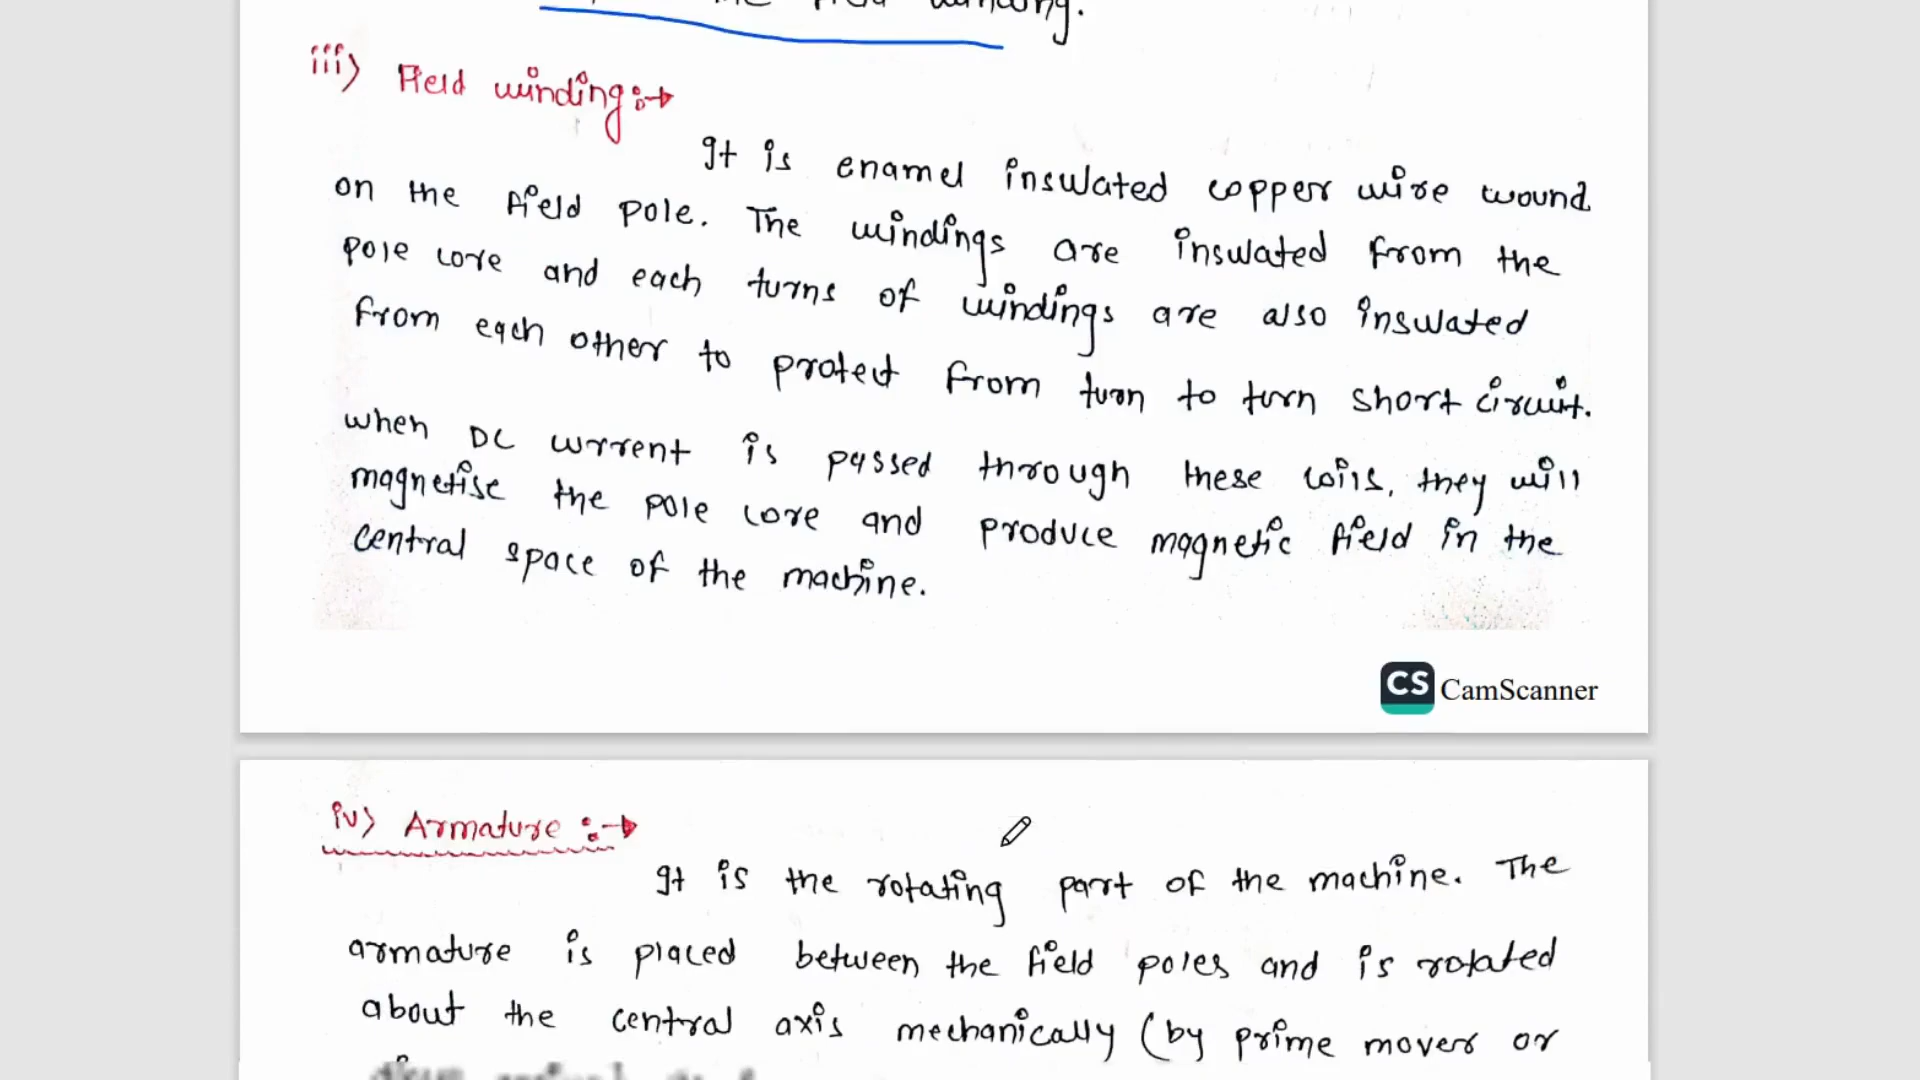 field winding.
iii) Field winding :→
It is enamel insulated copper wire wound
on the field pole. The windings are insulated from the
pole core and each turns of windings are also insulated
from each other to protect from turn to turn short circuit.
when DC current is passed through these coils, they will
magnetise the pole core and produce magnetic field in the
central space of the machine.
CS CamScanner
iv) Armature :→
It is the rotating part of the machine. The
armature is placed between the field poles and is rotated
about the central axis mechanically (by prime mover or